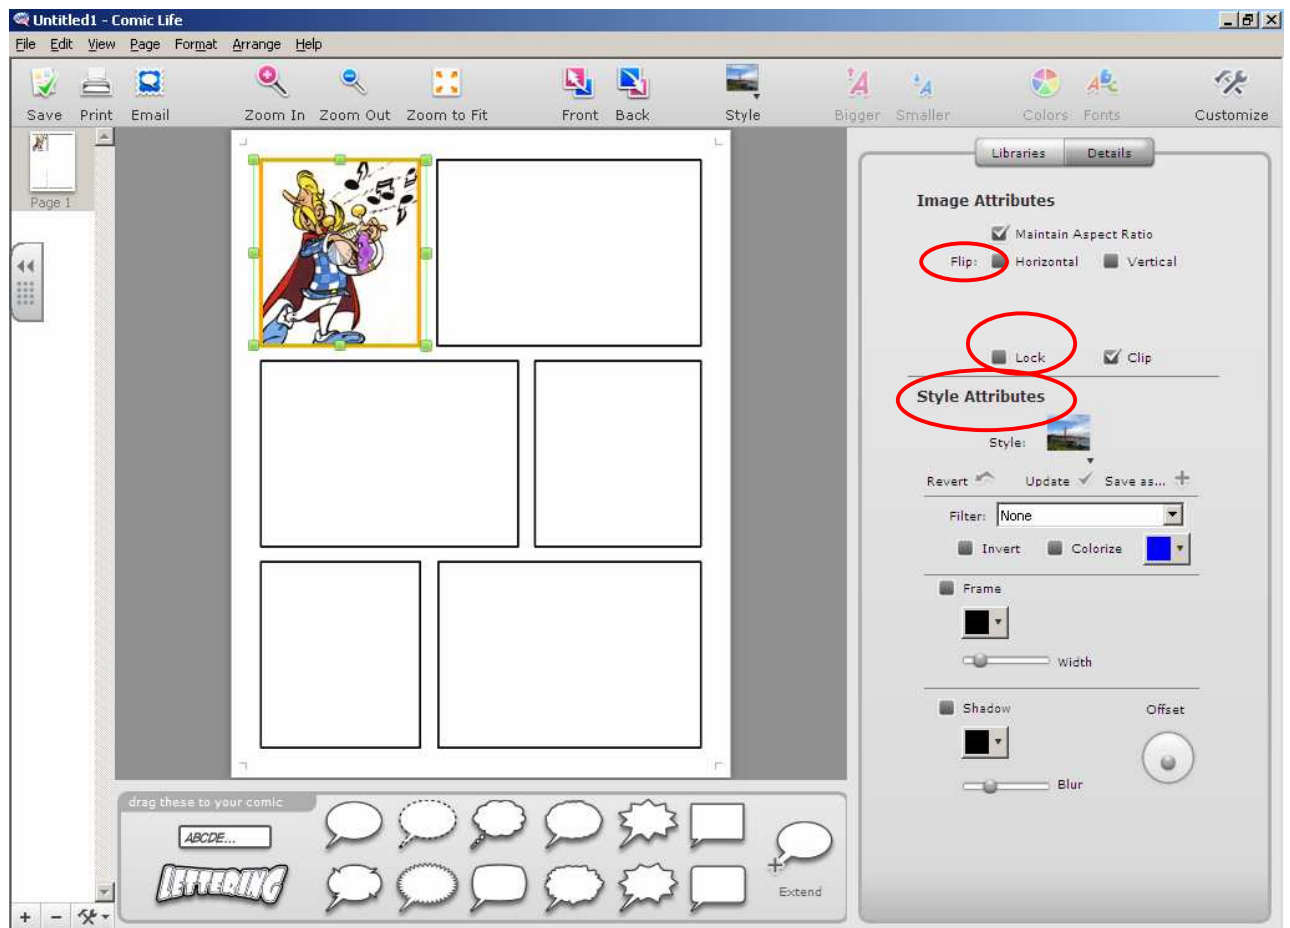 Untitled1 - Comic Life
File Edit View Page Format Arrange Help
Save Print Email Zoom In Zoom Out Zoom to Fit Front Back Style Bigger Smaller Colors Fonts Customize
Page 1
Libraries Details
Image Attributes
Maintain Aspect Ratio
Flip: Horizontal Vertical
Lock Clip
Style Attributes
Style:
Revert Update Save as...
Filter: None
Invert Colorize
Frame
Width
Shadow Offset
Blur
drag these to your comic
ABCDE...
LETTERING
Extend